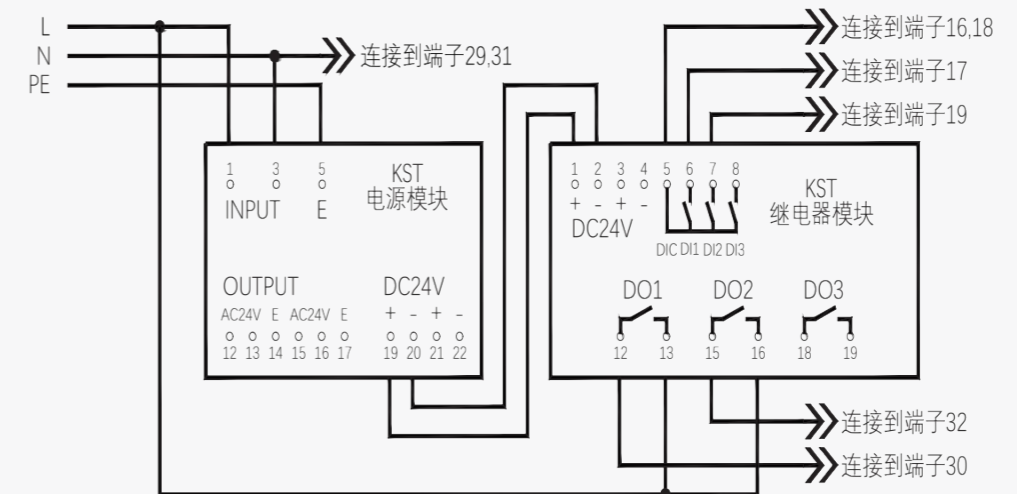 L
N
PE
连接到端子29,31
连接到端子16,18
连接到端子17
连接到端子19
1 3 5
INPUT E
KST
电源模块
OUTPUT DC24V
AC24V E AC24V E + - + -
12 13 14 15 16 17 19 20 21 22
1 2 3 4 5 6 7 8
+ - + -
DC24V
DIC DI1 DI2 DI3
KST
继电器模块
DO1 DO2 DO3
12 13 15 16 18 19
连接到端子32
连接到端子30